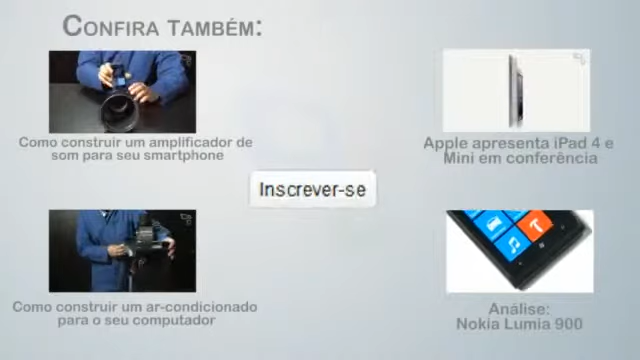 CONFIRA TAMBÉM:
Como construir um amplificador de
som para seu smartphone
Apple apresenta iPad 4 e
Mini em conferência
Inscrever-se
Como construir um ar-condicionado
para o seu computador
Análise:
Nokia Lumia 900